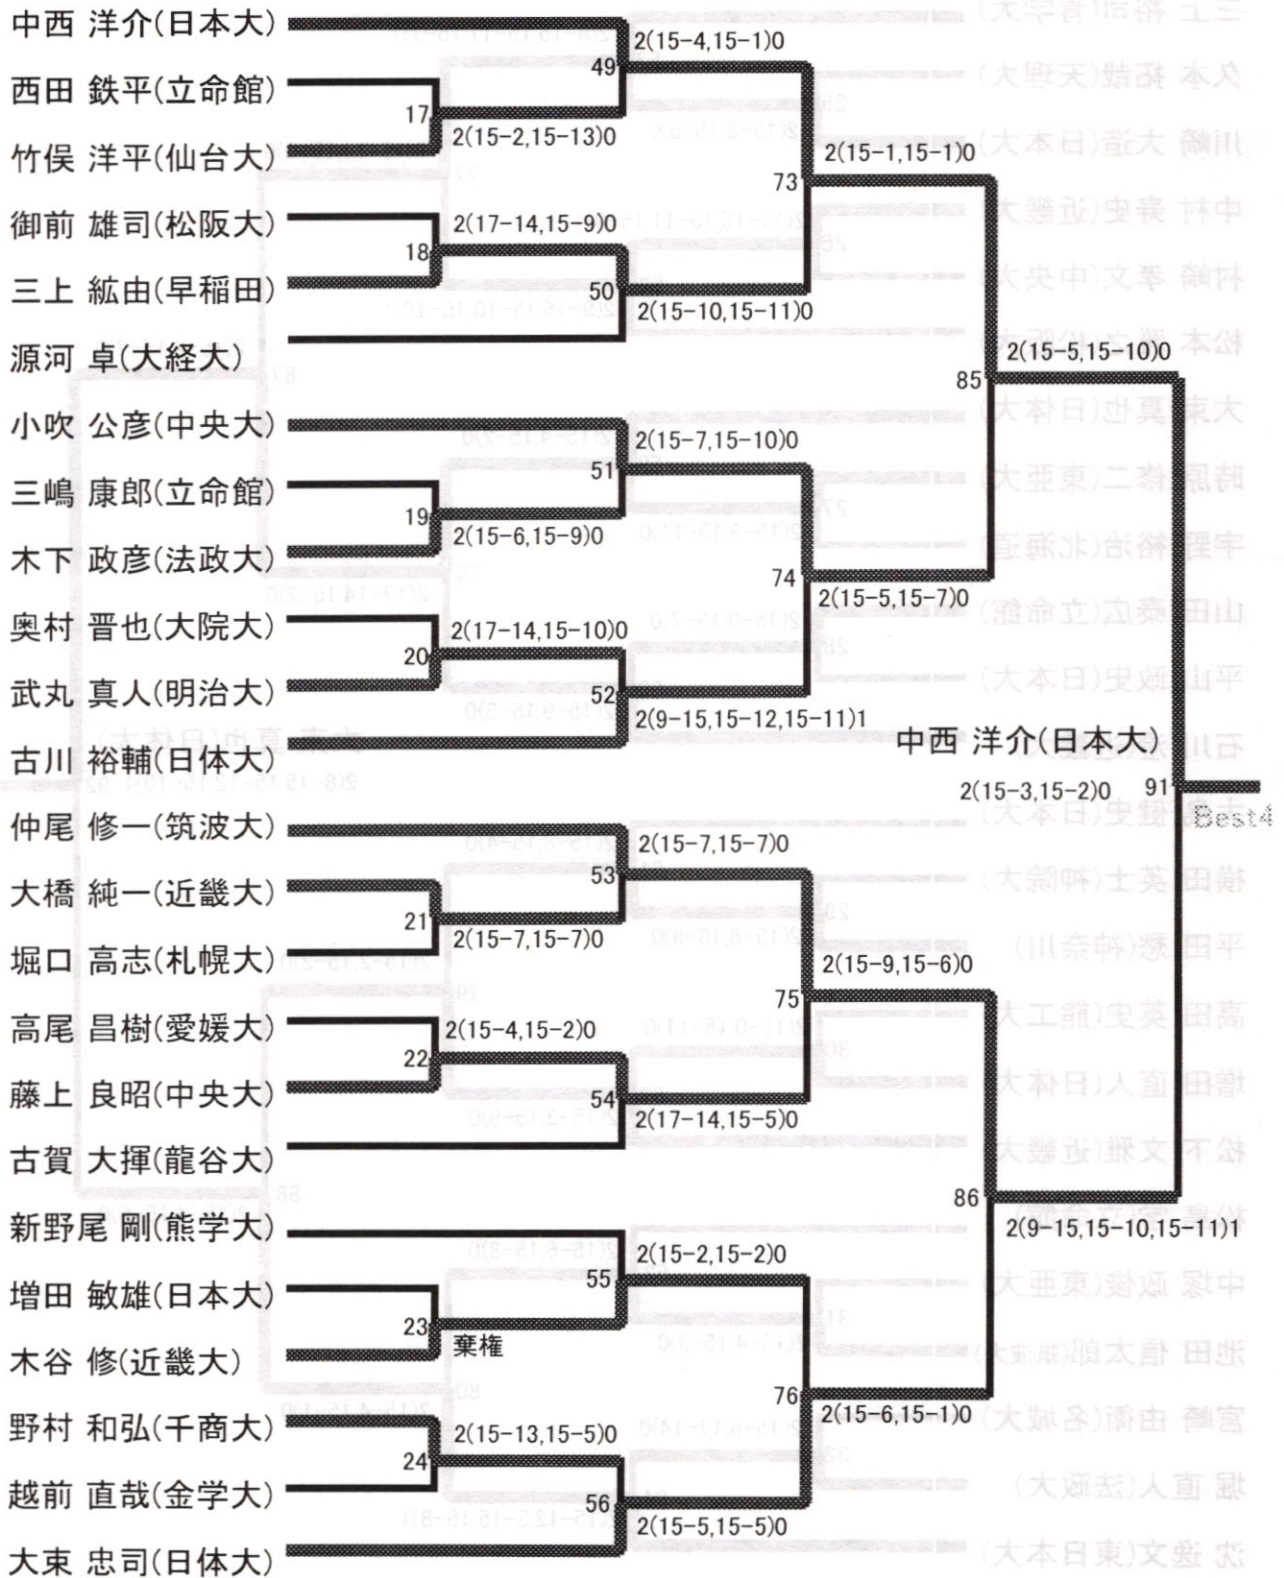 中西 洋介(日本大)
2(15-4,15-1)0
49
西田 鉄平(立命館)
17
2(15-2,15-13)0
竹俣 洋平(仙台大)
2(15-1,15-1)0
73
御前 雄司(松阪大)
2(17-14,15-9)0
18
三上 紘由(早稲田)
50
2(15-10,15-11)0
源河 卓(大経大)
2(15-5,15-10)0
85
小吹 公彦(中央大)
2(15-7,15-10)0
51
三嶋 康郎(立命館)
19
2(15-6,15-9)0
木下 政彦(法政大)
74
2(15-5,15-7)0
奥村 晋也(大院大)
2(17-14,15-10)0
20
武丸 真人(明治大)
52
2(9-15,15-12,15-11)1
古川 裕輔(日体大)
中西 洋介(日本大)
2(15-3,15-2)0
91
Best4
仲尾 修一(筑波大)
2(15-7,15-7)0
53
大橋 純一(近畿大)
21
2(15-7,15-7)0
堀口 高志(札幌大)
2(15-9,15-6)0
75
高尾 昌樹(愛媛大)
2(15-4,15-2)0
22
藤上 良昭(中央大)
54
2(17-14,15-5)0
古賀 大揮(龍谷大)
86
2(9-15,15-10,15-11)1
新野尾 剛(熊学大)
2(15-2,15-2)0
55
増田 敏雄(日本大)
23
棄権
木谷 修(近畿大)
76
2(15-6,15-1)0
野村 和弘(千商大)
2(15-13,15-5)0
24
越前 直哉(金学大)
56
2(15-5,15-5)0
大束 忠司(日体大)